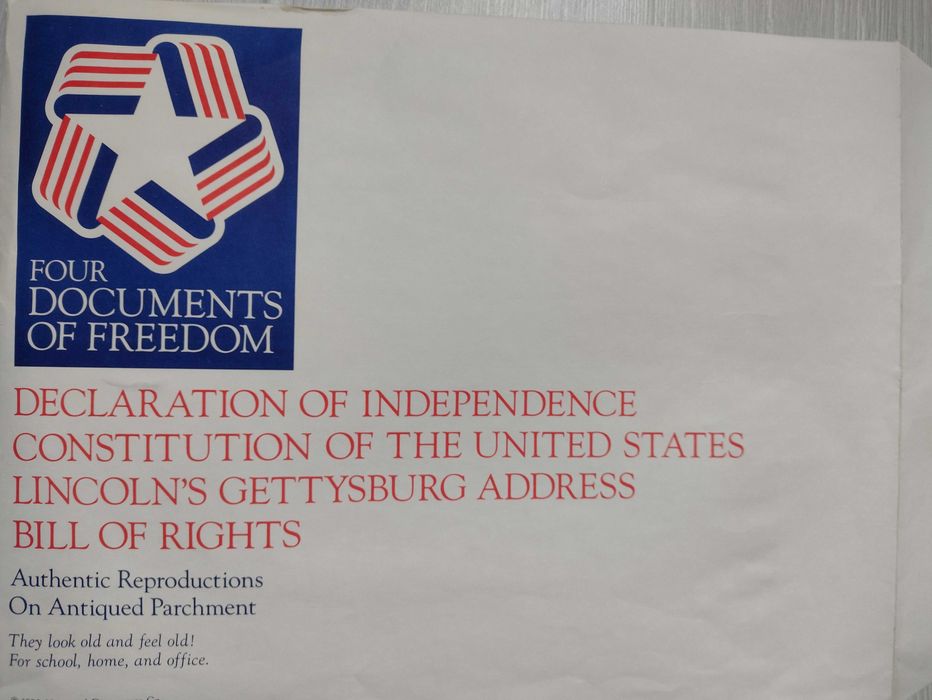 FOUR
DOCUMENTS
OF FREEDOM
DECLARATION OF INDEPENDENCE
CONSTITUTION OF THE UNITED STATES
LINCOLN'S GETTYSBURG ADDRESS
BILL OF RIGHTS
Authentic Reproductions
On Antiqued Parchment
They look old and feel old!
For school, home, and office.